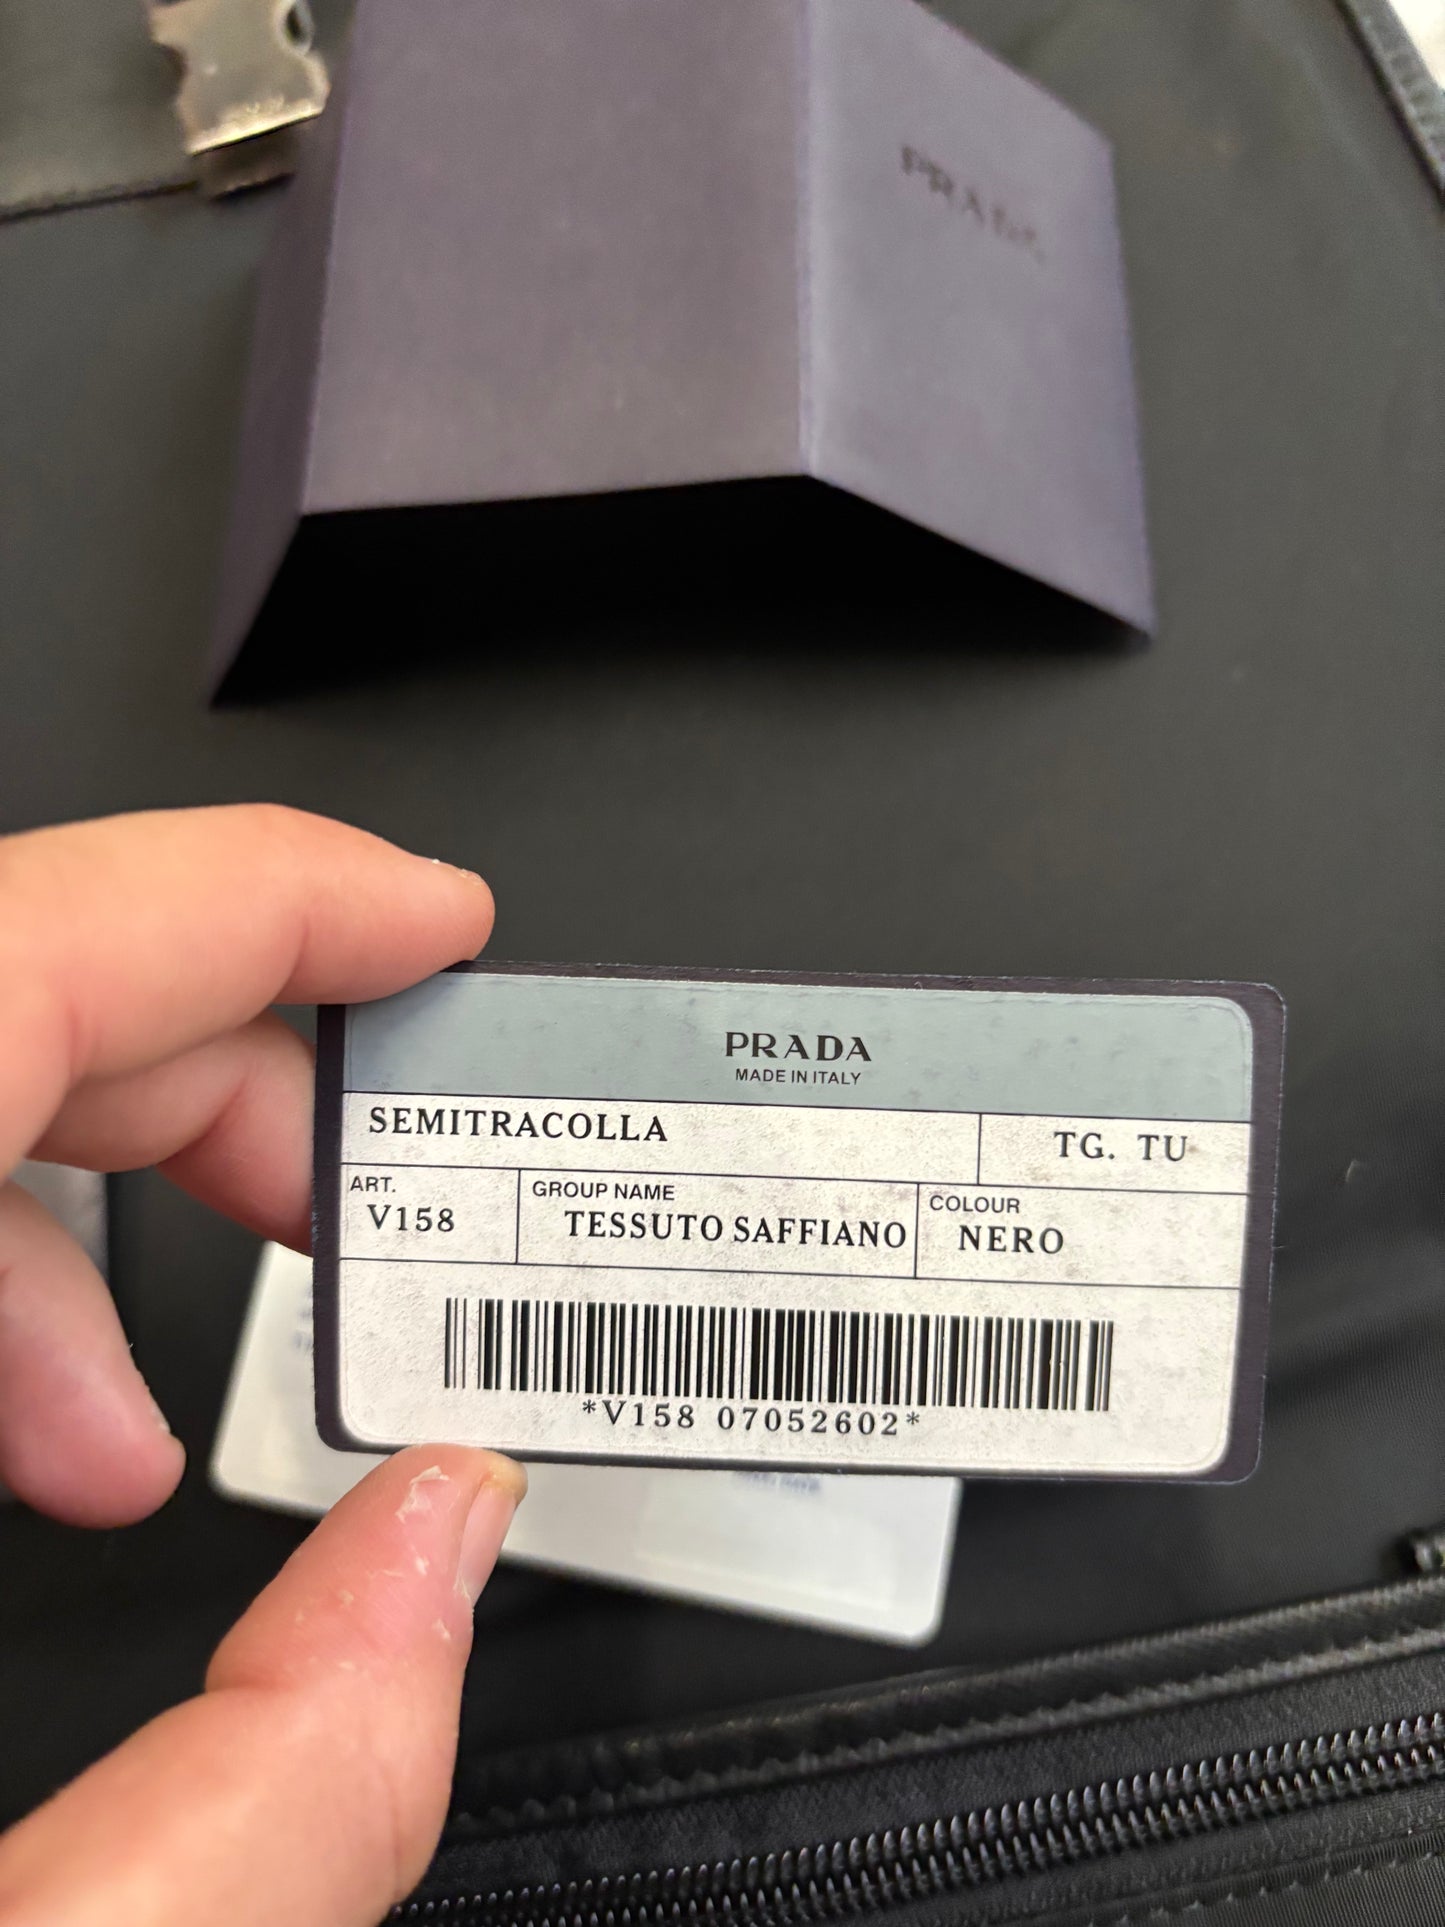 PRADA
PRADA
MADE IN ITALY
SEMITRACOLLA
TG. TU
ART.
V158
GROUP NAME
TESSUTO SAFFIANO
COLOUR
NERO
*V158 07052602*